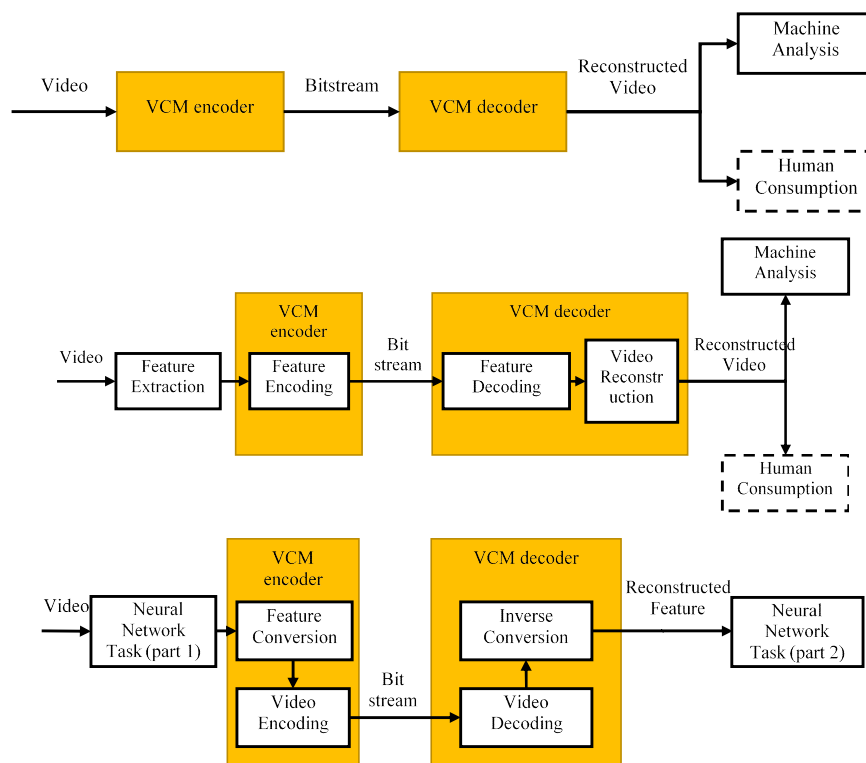 Machine
Analysis
Video
VCM encoder
Bitstream
VCM decoder
Reconstructed
Video
Human
Consumption
Machine
Analysis
VCM
encoder
VCM decoder
Video
Feature
Extraction
Feature
Encoding
Bit
stream
Feature
Decoding
Video
Reconstr
uction
Reconstructed
Video
Human
Consumption
VCM
encoder
VCM decoder
Video
Neural
Network
Task (part 1)
Feature
Conversion
Inverse
Conversion
Reconstructed
Feature
Neural
Network
Task (part 2)
Video
Encoding
Bit
stream
Video
Decoding